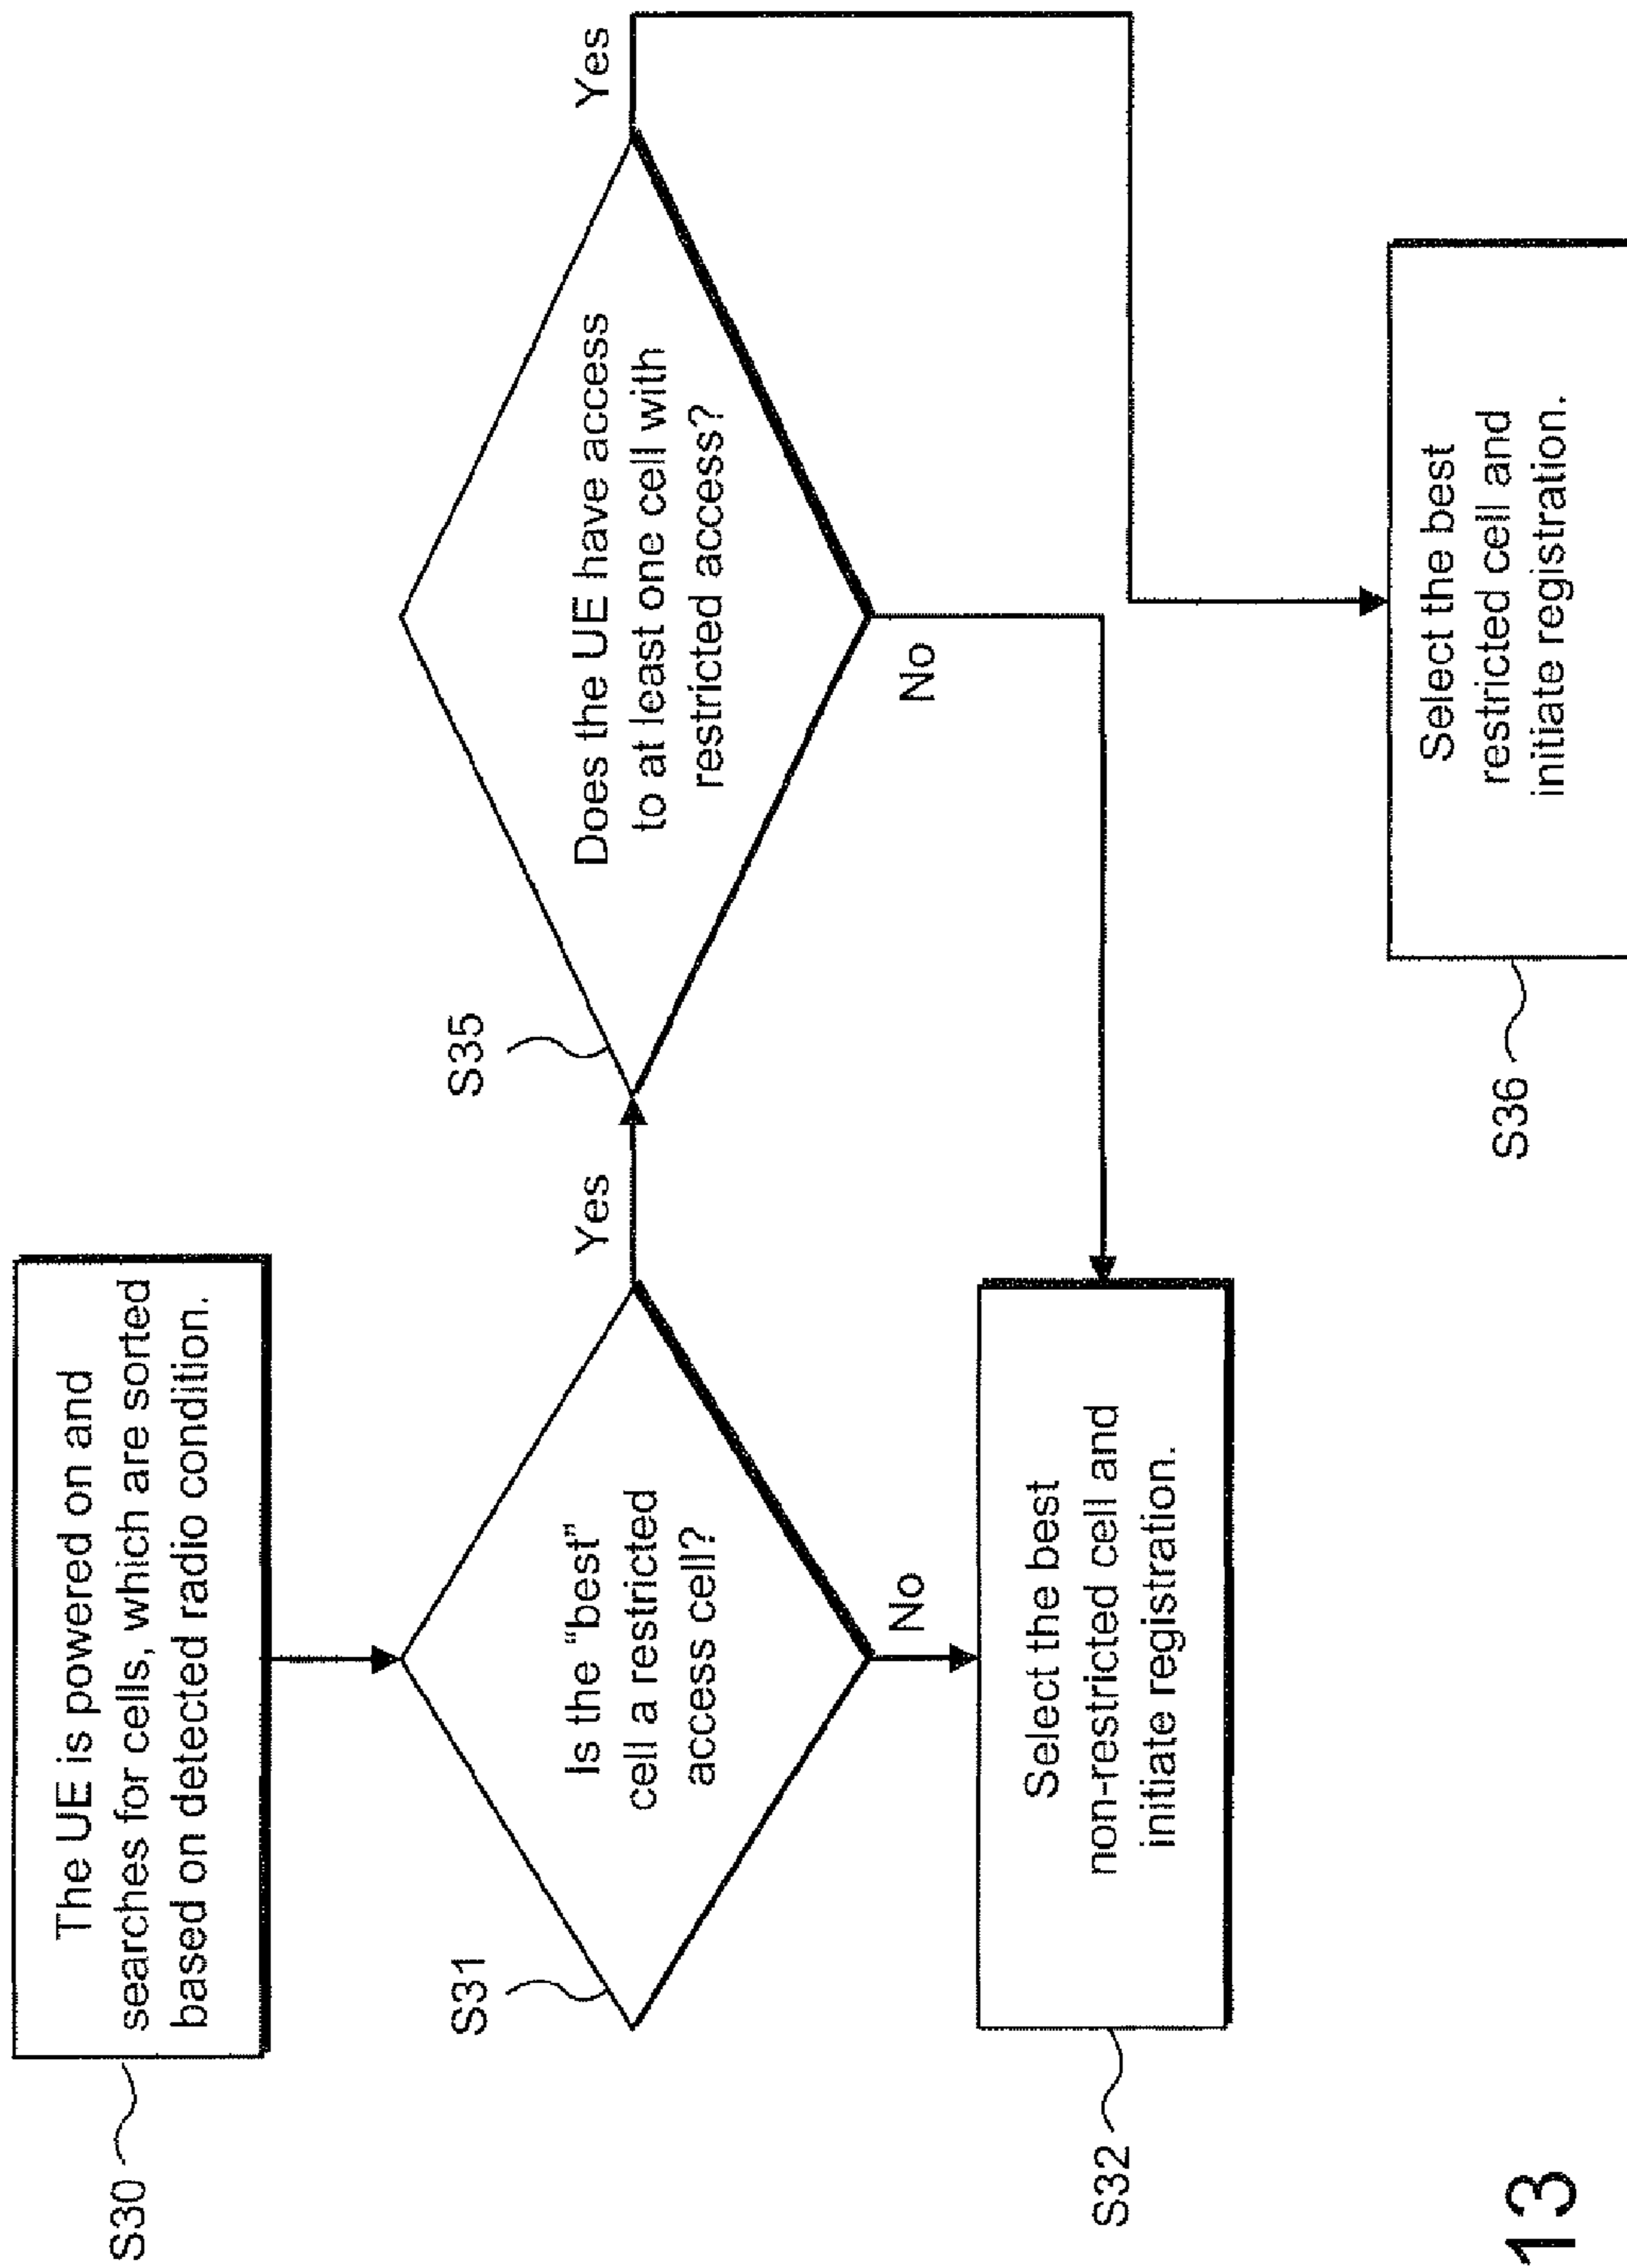 S30
The UE is powered on and
searches for cells, which are sorted
based on detected radio condition.
S31
Is the "best"
cell a restricted
access cell?
Yes
No
S35
Does the UE have access
to at least one cell with
restricted access?
Yes
No
S32
Select the best
non-restricted cell and
initiate registration.
S36
Select the best
restricted cell and
initiate registration.
13